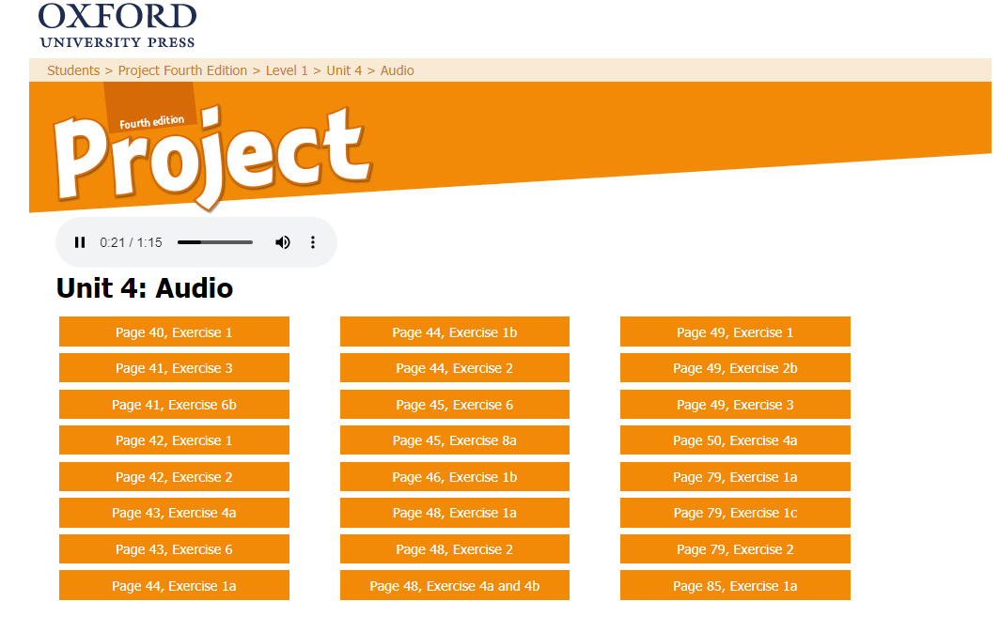 OXFORD
UNIVERSITY PRESS
Students > Project Fourth Edition > Level 1 > Unit 4 > Audio
Fourth edition
Project
0:21 / 1:15
Unit 4: Audio
Page 40, Exercise 1
Page 41, Exercise 3
Page 41, Exercise 6b
Page 42, Exercise 1
Page 42, Exercise 2
Page 43, Exercise 4a
Page 43, Exercise 6
Page 44, Exercise 1a
Page 44, Exercise 1b
Page 44, Exercise 2
Page 45, Exercise 6
Page 45, Exercise 8a
Page 46, Exercise 1b
Page 48, Exercise 1a
Page 48, Exercise 2
Page 48, Exercise 4a and 4b
Page 49, Exercise 1
Page 49, Exercise 2b
Page 49, Exercise 3
Page 50, Exercise 4a
Page 79, Exercise 1a
Page 79, Exercise 1c
Page 79, Exercise 2
Page 85, Exercise 1a